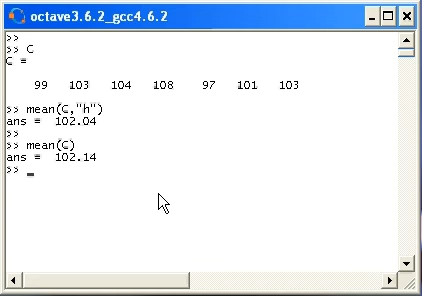 octave3.6.2_gcc4.6.2
>>
>> C
C =
99 103 104 108 97 101 103
>> mean(C,"h")
ans = 102.04
>>
>> mean(C)
ans = 102.14
>>